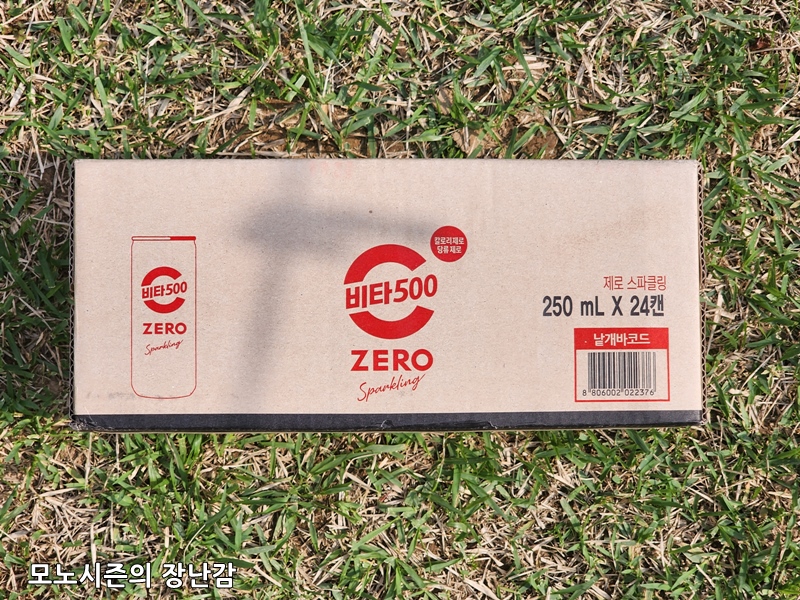 칼로리제로
당류제로
비타500
ZERO
Sparkling
비타500
ZERO
Sparkling
제로 스파클링
250 mL X 24캔
낱개바코드
8 806002 022376
모노시즌의 장난감